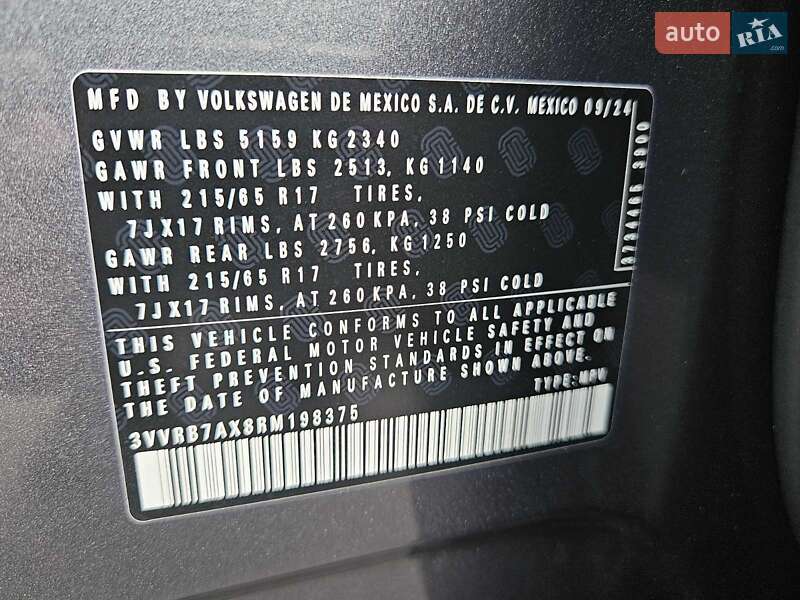 auto RIA.com
MFD BY VOLKSWAGEN DE MEXICO S.A. DE C.V. MEXICO 09/24
GVWR LBS 5159 KG 2340
GAWR FRONT LBS 2513, KG 1140
WITH 215/65 R17 TIRES,
7JX17 RIMS, AT 260 KPA, 38 PSI COLD
GAWR REAR LBS 2756, KG 1250
WITH 215/65 R17 TIRES,
7JX17 RIMS, AT 260 KPA, 38 PSI COLD
THIS VEHICLE CONFORMS TO ALL APPLICABLE
U.S. FEDERAL MOTOR VEHICLE SAFETY AND
THEFT PREVENTION STANDARDS IN EFFECT ON
THE DATE OF MANUFACTURE SHOWN ABOVE.
TYPE: MPV
3VVRB7AX8RM198375